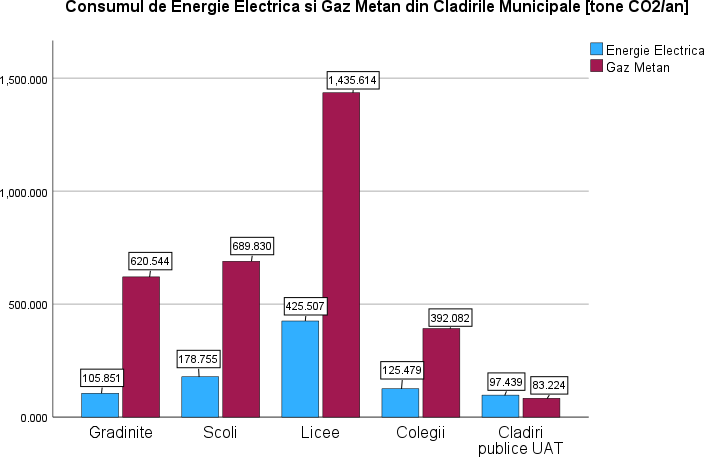 Consumul de Energie Electrica si Gaz Metan din Cladirile Municipale [tone CO2/an]
Energie Electrica
Gaz Metan
1,500.000
1,000.000
500.000
0.000
105.851
620.544
178.755
689.830
425.507
1,435.614
125.479
392.082
97.439
83.224
Gradinite
Scoli
Licee
Colegii
Cladiri
publice UAT